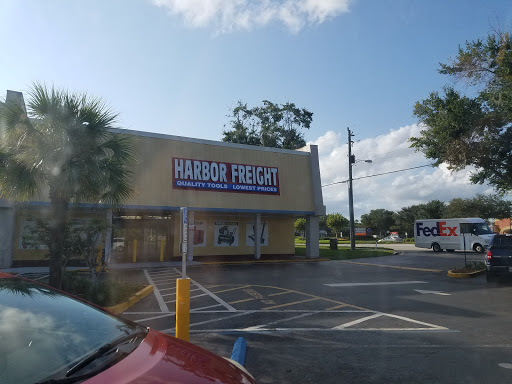 HARBOR FREIGHT
QUALITY TOOLS LOWEST PRICES
FedEx